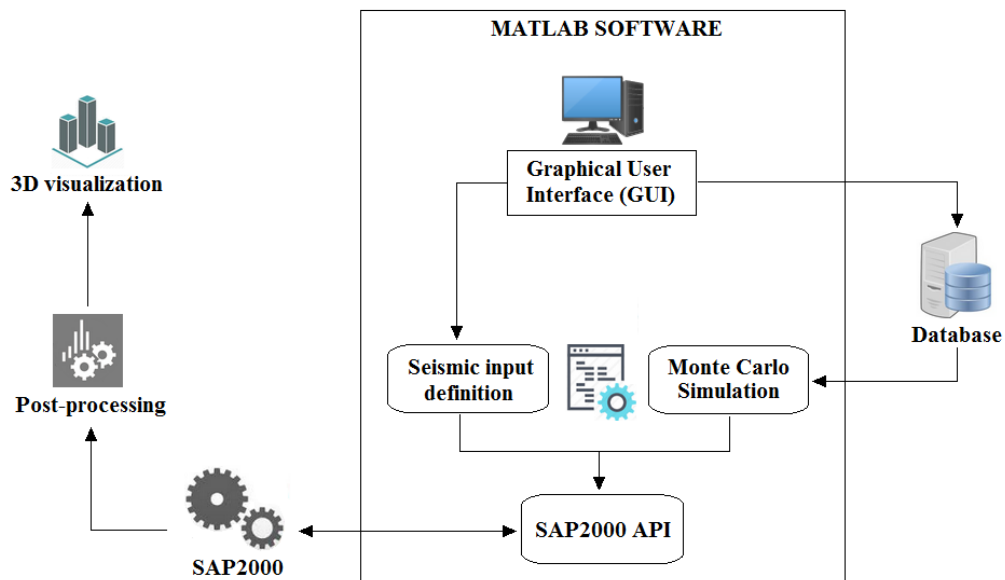 MATLAB SOFTWARE
Graphical User
Interface (GUI)
3D visualization
Database
Seismic input
definition
Monte Carlo
Simulation
Post-processing
SAP2000 API
SAP2000